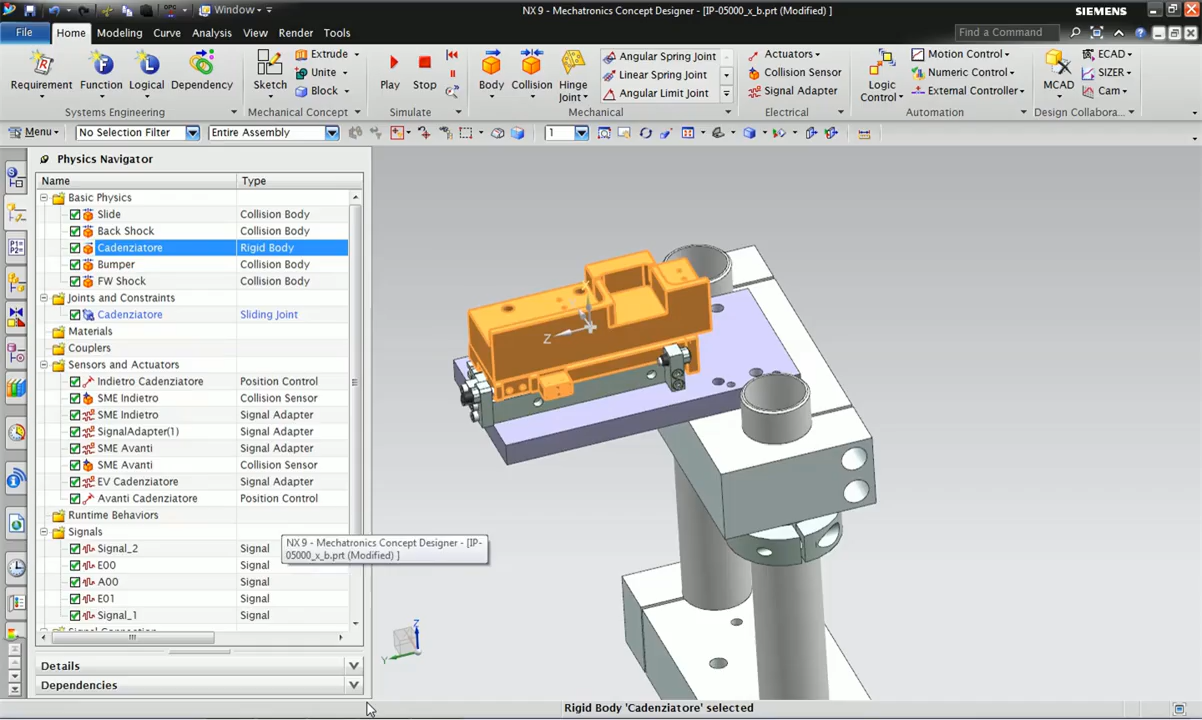 Window
NX 9 - Mechatronics Concept Designer - [IP-05000_x_b.prt (Modified) ]
SIEMENS
File
Home
Modeling
Curve
Analysis
View
Render
Tools
Find a Command
Requirement
Function
Logical
Dependency
Systems Engineering
Sketch
Extrude
Unite
Block
Mechanical Concept
Play
Stop
Simulate
Body
Collision
Hinge
Joint
Angular Spring Joint
Linear Spring Joint
Angular Limit Joint
Mechanical
Actuators
Collision Sensor
Signal Adapter
Electrical
Logic
Control
Motion Control
Numeric Control
External Controller
Automation
MCAD
ECAD
SIZER
Cam
Design Collabora...
Menu
No Selection Filter
Entire Assembly
1
Physics Navigator
Name Type
Basic Physics
Slide Collision Body
Back Shock Collision Body
Cadenziatore Rigid Body
Bumper Collision Body
FW Shock Collision Body
Joints and Constraints
Cadenziatore Sliding Joint
Materials
Couplers
Sensors and Actuators
Indietro Cadenziatore Position Control
SME Indietro Collision Sensor
SME Indietro Signal Adapter
SignalAdapter(1) Signal Adapter
SME Avanti Signal Adapter
SME Avanti Collision Sensor
EV Cadenziatore Signal Adapter
Avanti Cadenziatore Position Control
Runtime Behaviors
Signals
Signal_2 Signal
E00 Signal
A00 Signal
E01 Signal
Signal_1 Signal
NX 9 - Mechatronics Concept Designer - [IP-
05000_x_b.prt (Modified) ]
Details
Dependencies
Z
Z
Y
Rigid Body 'Cadenziatore' selected